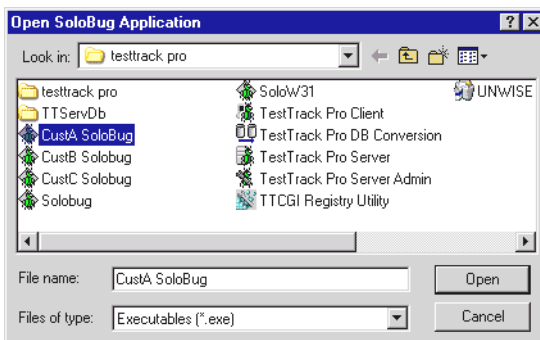 Open SoloBug Application
Look in: testtrack pro
testtrack pro
TTServDb
CustA SoloBug
CustB Solobug
CustC Solobug
Solobug
SoloW31
TestTrack Pro Client
TestTrack Pro DB Conversion
TestTrack Pro Server
TestTrack Pro Server Admin
TTCGI Registry Utility
UNWISE
File name: CustA SoloBug Open
Files of type: Executables (*.exe) Cancel